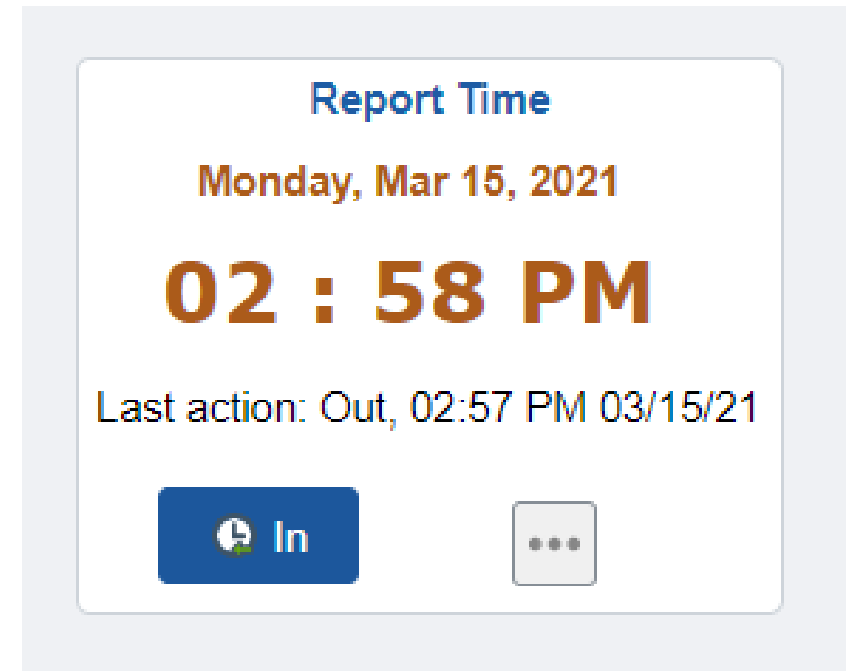 Report Time
Monday, Mar 15, 2021
02 : 58 PM
Last action: Out, 02:57 PM 03/15/21
In